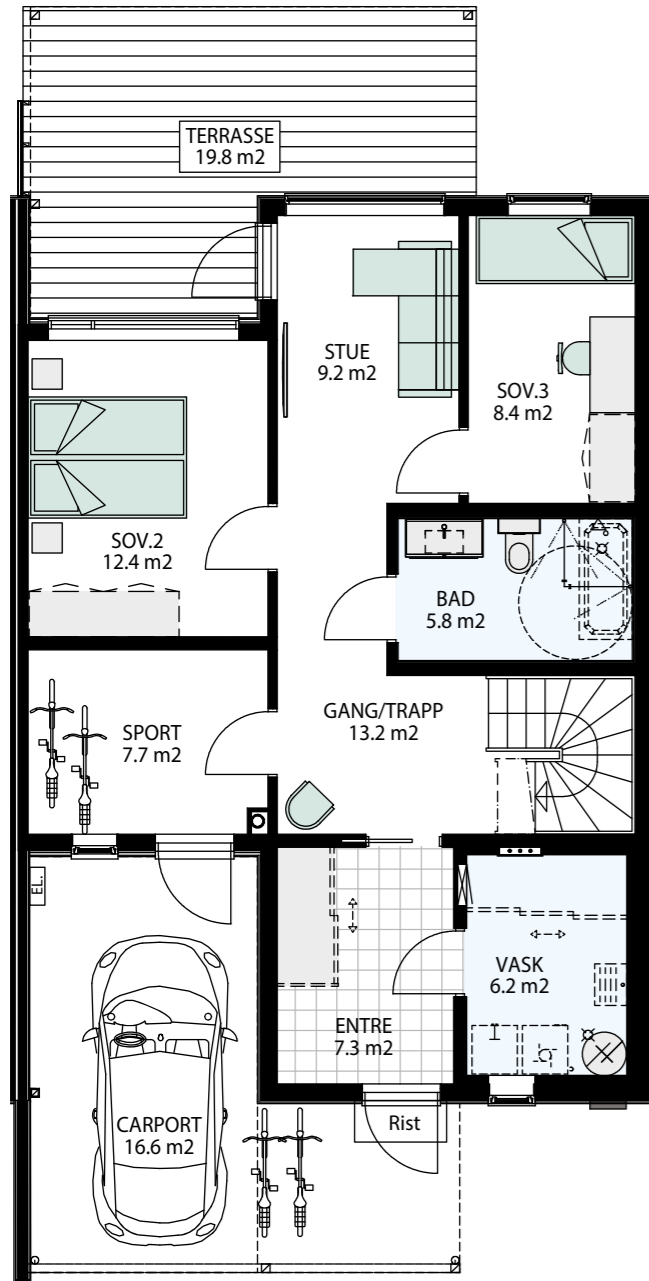 TERRASSE
19.8 m2
STUE
9.2 m2
SOV.3
8.4 m2
SOV.2
12.4 m2
BAD
5.8 m2
SPORT
7.7 m2
GANG/TRAPP
13.2 m2
EL.
VASK
6.2 m2
ENTRE
7.3 m2
CARPORT
16.6 m2
Rist